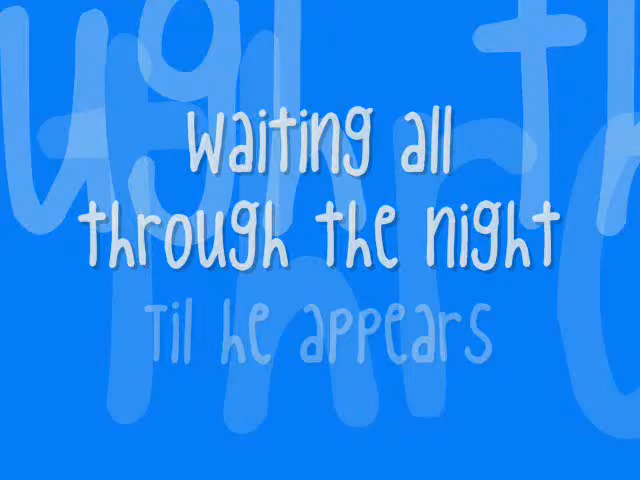 Waiting all
through the night
Til he appears